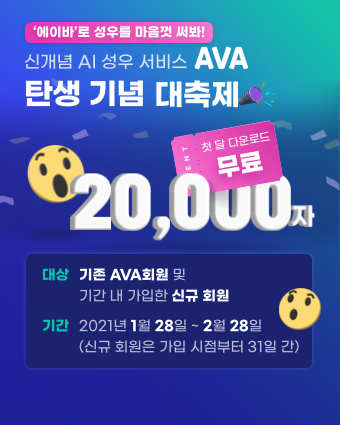 '에이바'로 성우를 마음껏 써봐!
신개념 AI 성우 서비스 AVA
탄생 기념 대축제
첫 달 다운로드
무료
ENT
20,000자
대상 기존 AVA회원 및
기간 내 가입한 신규 회원
기간 2021년 1월 28일 ~ 2월 28일
(신규 회원은 가입 시점부터 31일 간)